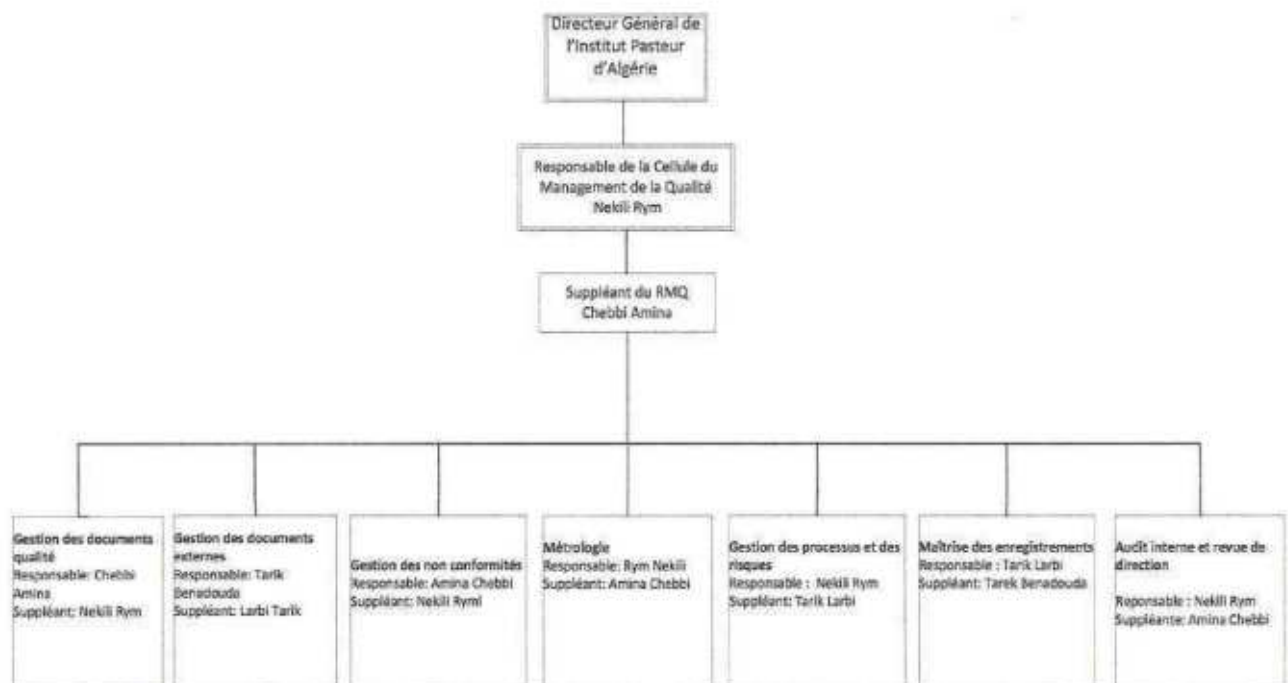 Directeur Général de
l'Institut Pasteur
d'Algérie
Responsable de la Cellule du
Management de la Qualité
Nekili Rym
Suppléant du RMQ
Chebbi Amina
Gestion des documents
qualité
Responsable: Chebbi
Amina
Suppléant: Nekili Rym
Gestion des documents
externes
Responsable: Tarik
Benadouda
Suppléant: Larbi Tarik
Gestion des non conformités
Responsable: Amina Chebbi
Suppléant: Nekili Ryml
Métrologie
Responsable: Rym Nekili
Suppléant: Amina Chebbi
Gestion des processus et des
risques
Responsable : Nekili Rym
Suppléant: Tarik Larbi
Maîtrise des enregistrements
Responsable : Tarik Larbi
Suppléant: Tarek Benadouda
Audit interne et revue de
direction
Reponsable : Nekili Rym
Suppléante: Amina Chebbi